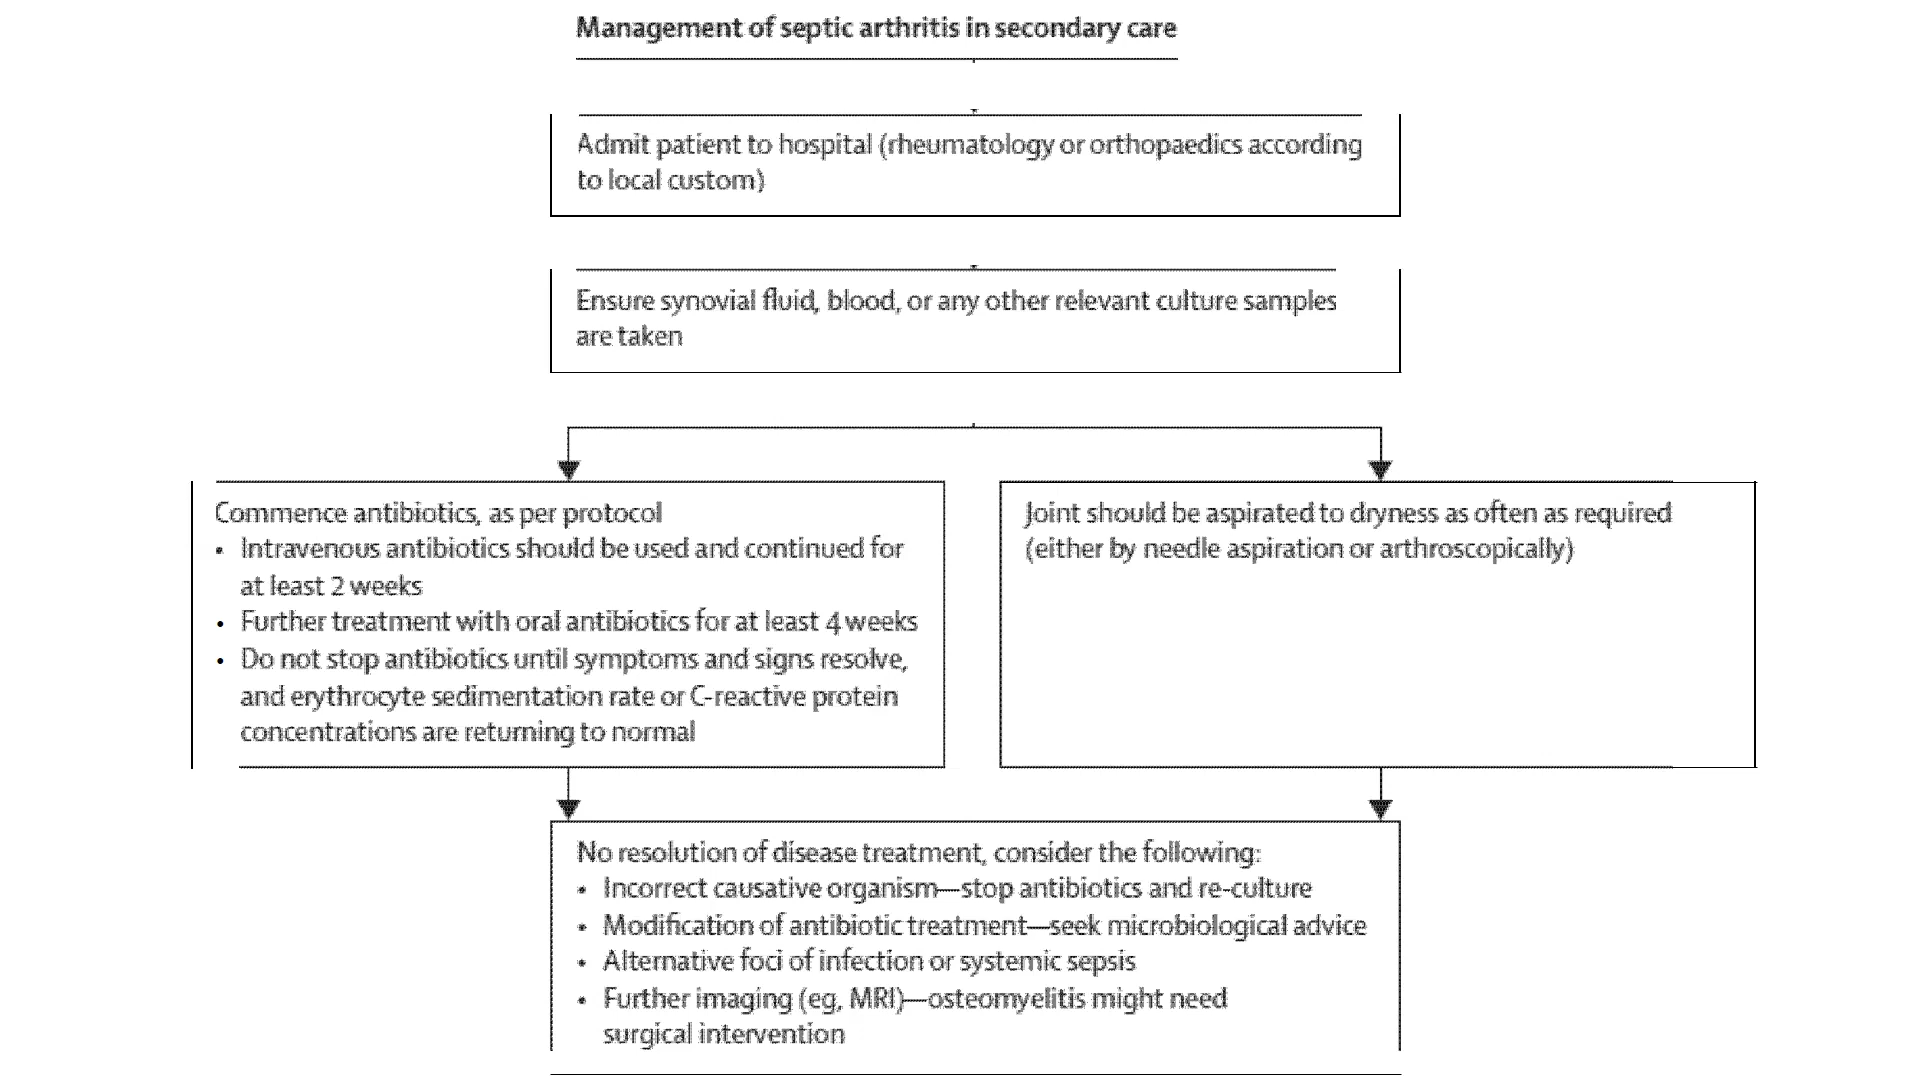 Management of septic arthritis in secondary care
Admit patient to hospital (rheumatology or orthopaedics according
to local custom)
Ensure synovial fluid, blood, or any other relevant culture samples
are taken
Commence antibiotics, as per protocol
• Intravenous antibiotics should be used and continued for
at least 2 weeks
• Further treatment with oral antibiotics for at least 4 weeks
• Do not stop antibiotics until symptoms and signs resolve,
and erythrocyte sedimentation rate or C-reactive protein
concentrations are returning to normal
Joint should be aspirated to dryness as often as required
(either by needle aspiration or arthroscopically)
No resolution of disease treatment, consider the following:
• Incorrect causative organism—stop antibiotics and re-culture
• Modification of antibiotic treatment—seek microbiological advice
• Alternative foci of infection or systemic sepsis
• Further imaging (eg, MRI)—osteomyelitis might need
surgical intervention